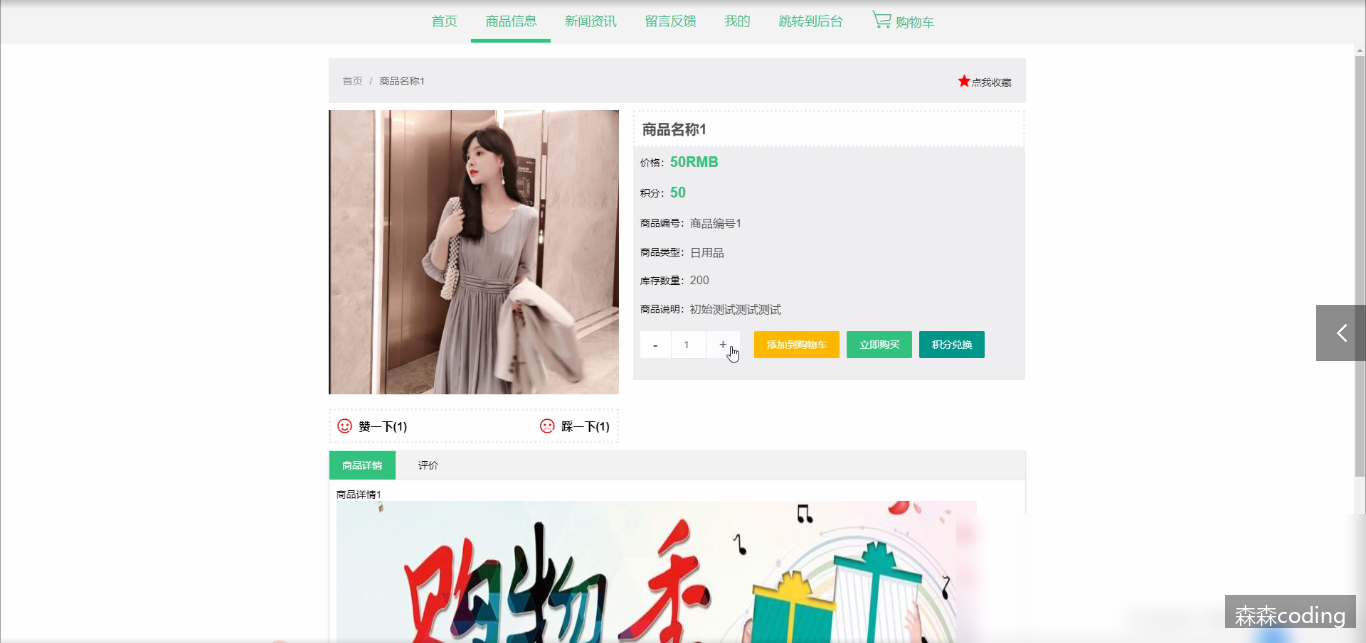 首页 商品信息 新闻资讯 留言反馈 我的 跳转到后台 购物车
首页 / 商品名称1
点我收藏
商品名称1
价格：50RMB
积分：50
商品编号：商品编号1
商品类型：日用品
库存数量：200
商品说明：初始测试测试测试
- 1 + 添加到购物车 立即购买 积分兑换
赞一下(1) 踩一下(1)
商品详情 评价
商品详情1
购物季
森森coding